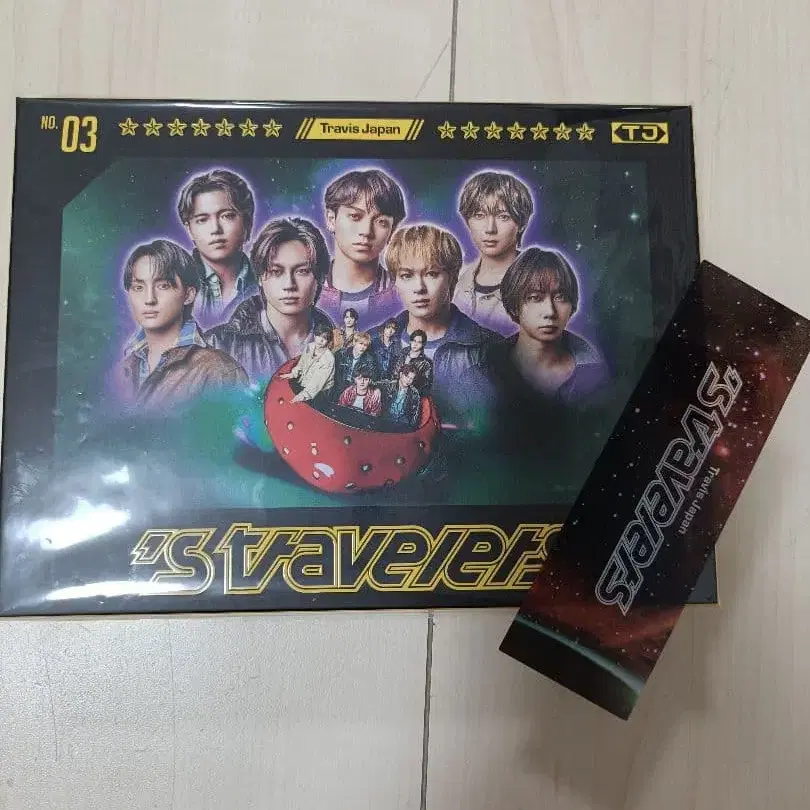 NO. 03 Travis Japan TJ
's travelers
's travelers
Travis Japan